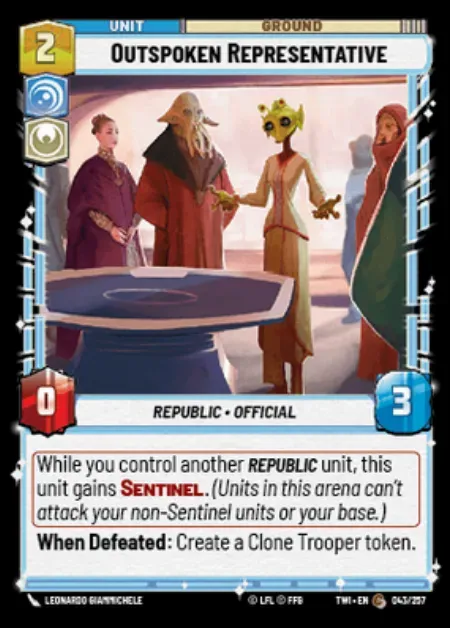 UNIT GROUND
2 OUTSPOKEN REPRESENTATIVE
0 REPUBLIC • OFFICIAL 3
While you control another REPUBLIC unit, this
unit gains SENTINEL. (Units in this arena can't
attack your non-Sentinel units or your base.)
When Defeated: Create a Clone Trooper token.
LEONARDO GIAMMICHELE © LFL © FFG TWI • EN 043/257